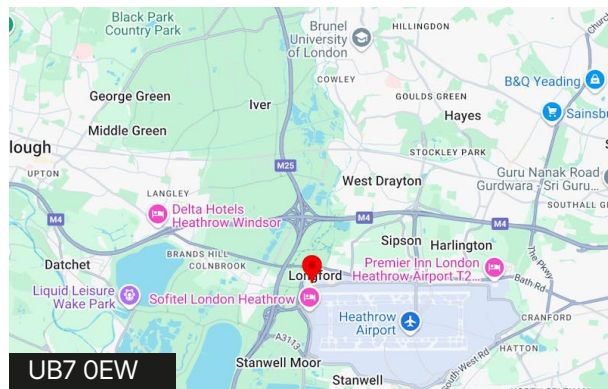 Black Park
Country Park
Brunel
University
of London
HILLINGDON
Church
COWLEY
B&Q Yeading
George Green
Iver
GOULDS GREEN
Hayes
Sainsbu
Middle Green
lough
STOCKLEY PARK
M25
UPTON
West Drayton
Guru Nanak Road
Gurdwara - Sri Guru...
LANGLEY
SOUTHALL GR
M4
Delta Hotels
Heathrow Windsor
M4
M4
Sipson
Harlington
The Pkwy
Datchet
BRANDS HILL
COLNBROOK
Longford
Premier Inn London
Heathrow Airport T2...
Bath Rd
Liquid Leisure
Wake Park
Sofitel London Heathrow
Heathrow
Airport
CRANFORD
A3113
HATTON
Stanwell Moor
South-West Rd
UB7 0EW
Stanwell